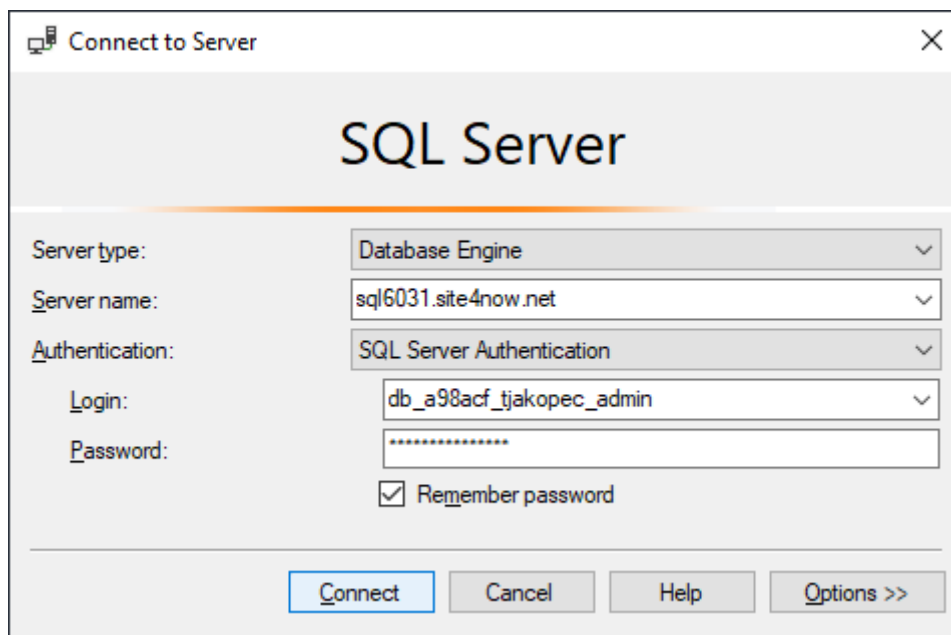 Connect to Server
SQL Server
Server type: Database Engine
Server name: sql6031.site4now.net
Authentication: SQL Server Authentication
Login: db_a98acf_tjakopec_admin
Password: ***************
Remember password
Connect Cancel Help Options >>